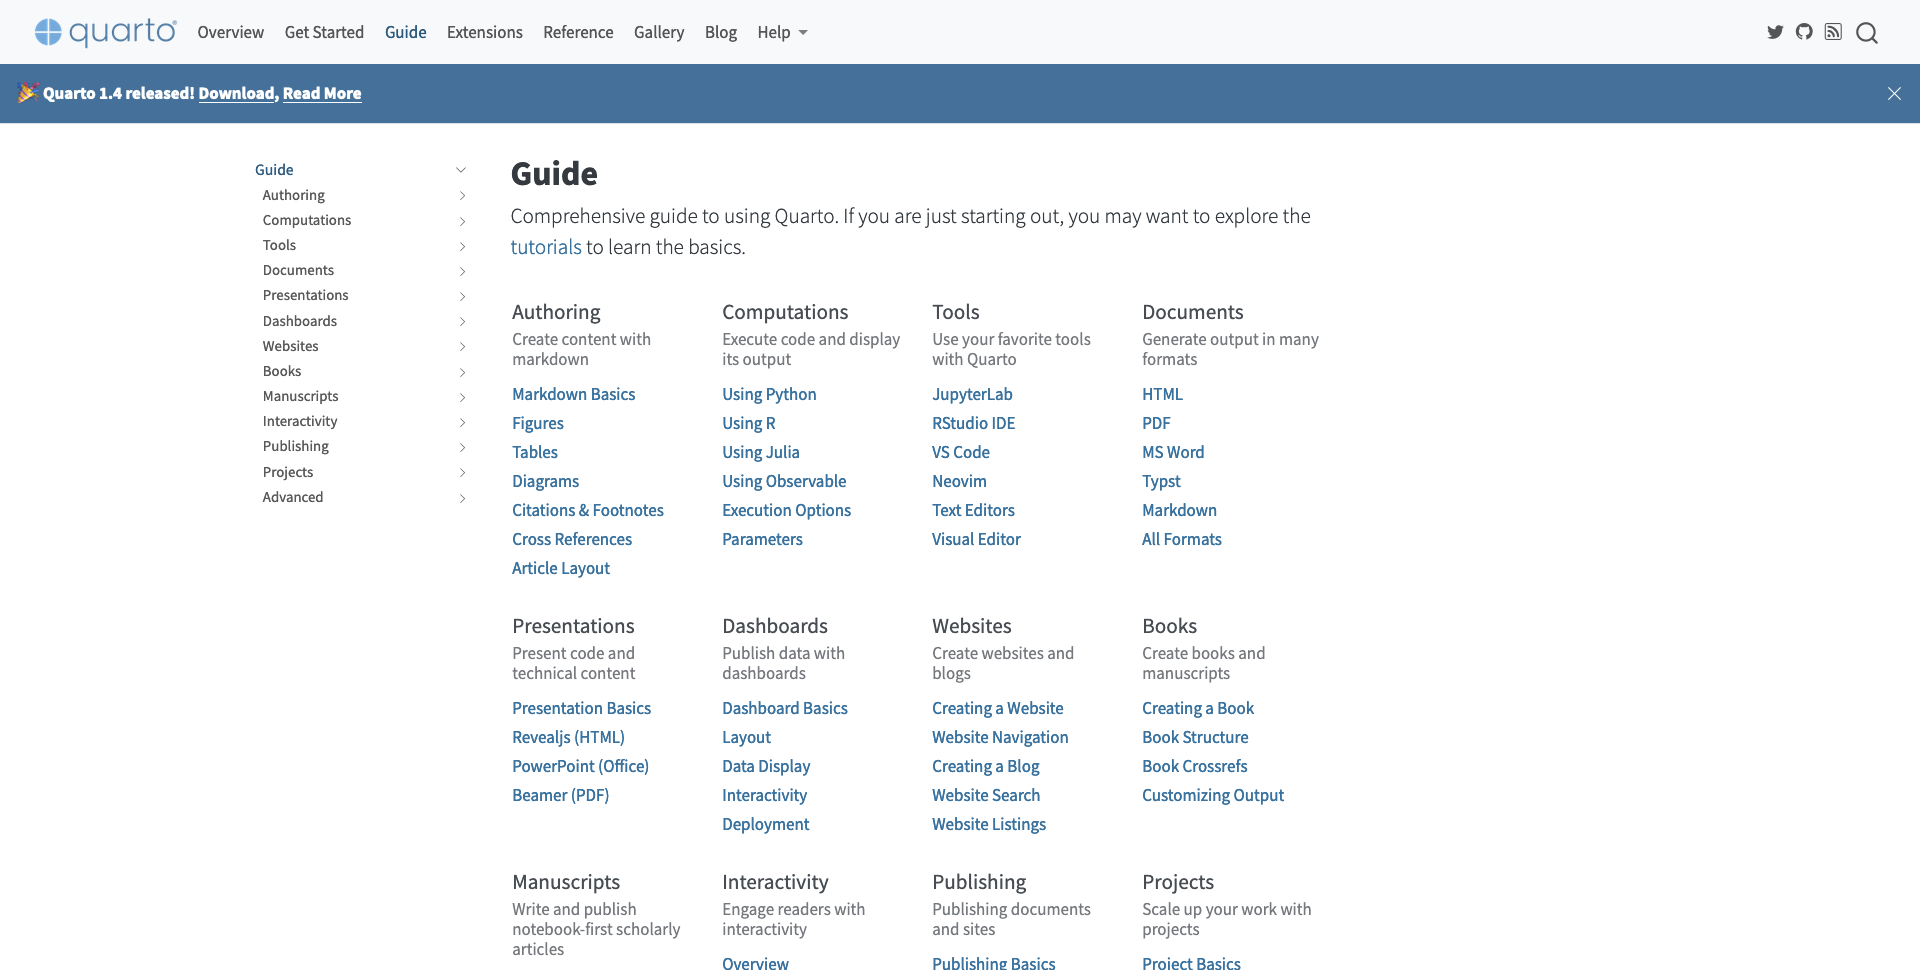 quarto Overview Get Started Guide Extensions Reference Gallery Blog Help
🎉 Quarto 1.4 released! Download, Read More
Guide
Authoring
Computations
Tools
Documents
Presentations
Dashboards
Websites
Books
Manuscripts
Interactivity
Publishing
Projects
Advanced
Guide
Comprehensive guide to using Quarto. If you are just starting out, you may want to explore the
tutorials to learn the basics.
Authoring
Create content with
markdown
Markdown Basics
Figures
Tables
Diagrams
Citations & Footnotes
Cross References
Article Layout
Computations
Execute code and display
its output
Using Python
Using R
Using Julia
Using Observable
Execution Options
Parameters
Tools
Use your favorite tools
with Quarto
JupyterLab
RStudio IDE
VS Code
Neovim
Text Editors
Visual Editor
Documents
Generate output in many
formats
HTML
PDF
MS Word
Typst
Markdown
All Formats
Presentations
Present code and
technical content
Presentation Basics
Revealjs (HTML)
PowerPoint (Office)
Beamer (PDF)
Dashboards
Publish data with
dashboards
Dashboard Basics
Layout
Data Display
Interactivity
Deployment
Websites
Create websites and
blogs
Creating a Website
Website Navigation
Creating a Blog
Website Search
Website Listings
Books
Create books and
manuscripts
Creating a Book
Book Structure
Book Crossrefs
Customizing Output
Manuscripts
Write and publish
notebook-first scholarly
articles
Interactivity
Engage readers with
interactivity
Overview
Publishing
Publishing documents
and sites
Publishing Basics
Projects
Scale up your work with
projects
Project Basics